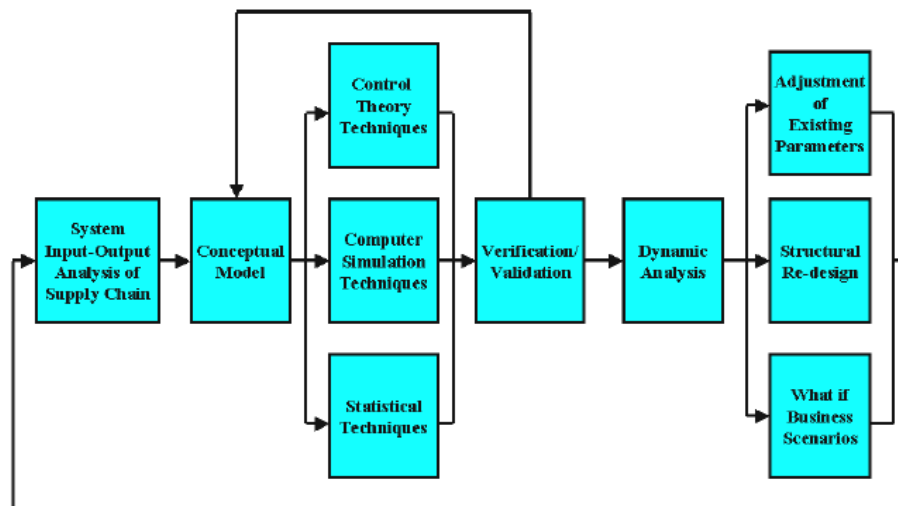 System
Input-Output
Analysis of
Supply Chain
Conceptual
Model
Control
Theory
Techniques
Computer
Simulation
Techniques
Statistical
Techniques
Verification/
Validation
Dynamic
Analysis
Adjustment
of
Existing
Parameters
Structural
Re-design
What if
Business
Scenarios